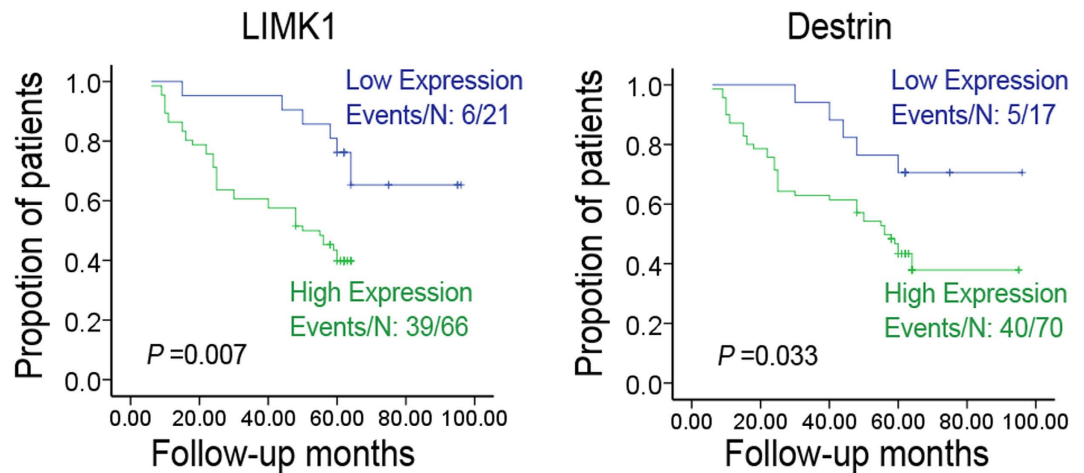 LIMK1
Propotion of patients
1.0
0.8
0.6
0.4
0.2
0.0
Low Expression
Events/N: 6/21
High Expression
Events/N: 39/66
P =0.007
0.00 20.00 40.00 60.00 80.00 100.00
Follow-up months
Destrin
Propotion of patients
1.0
0.8
0.6
0.4
0.2
0.0
Low Expression
Events/N: 5/17
High Expression
Events/N: 40/70
P =0.033
0.00 20.00 40.00 60.00 80.00 100.00
Follow-up months